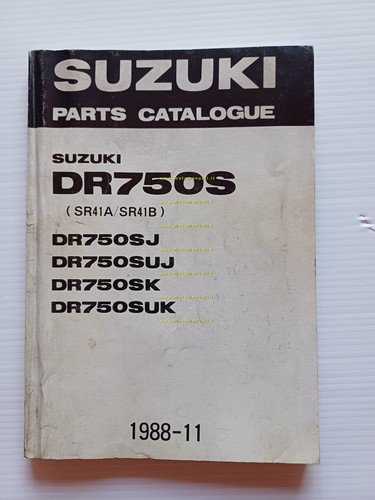 SUZUKI
PARTS CATALOGUE
SUZUKI
DR750S
(SR41A/SR41B)
DR750SJ
DR750SUJ
DR750SK
DR750SUK
1988-11